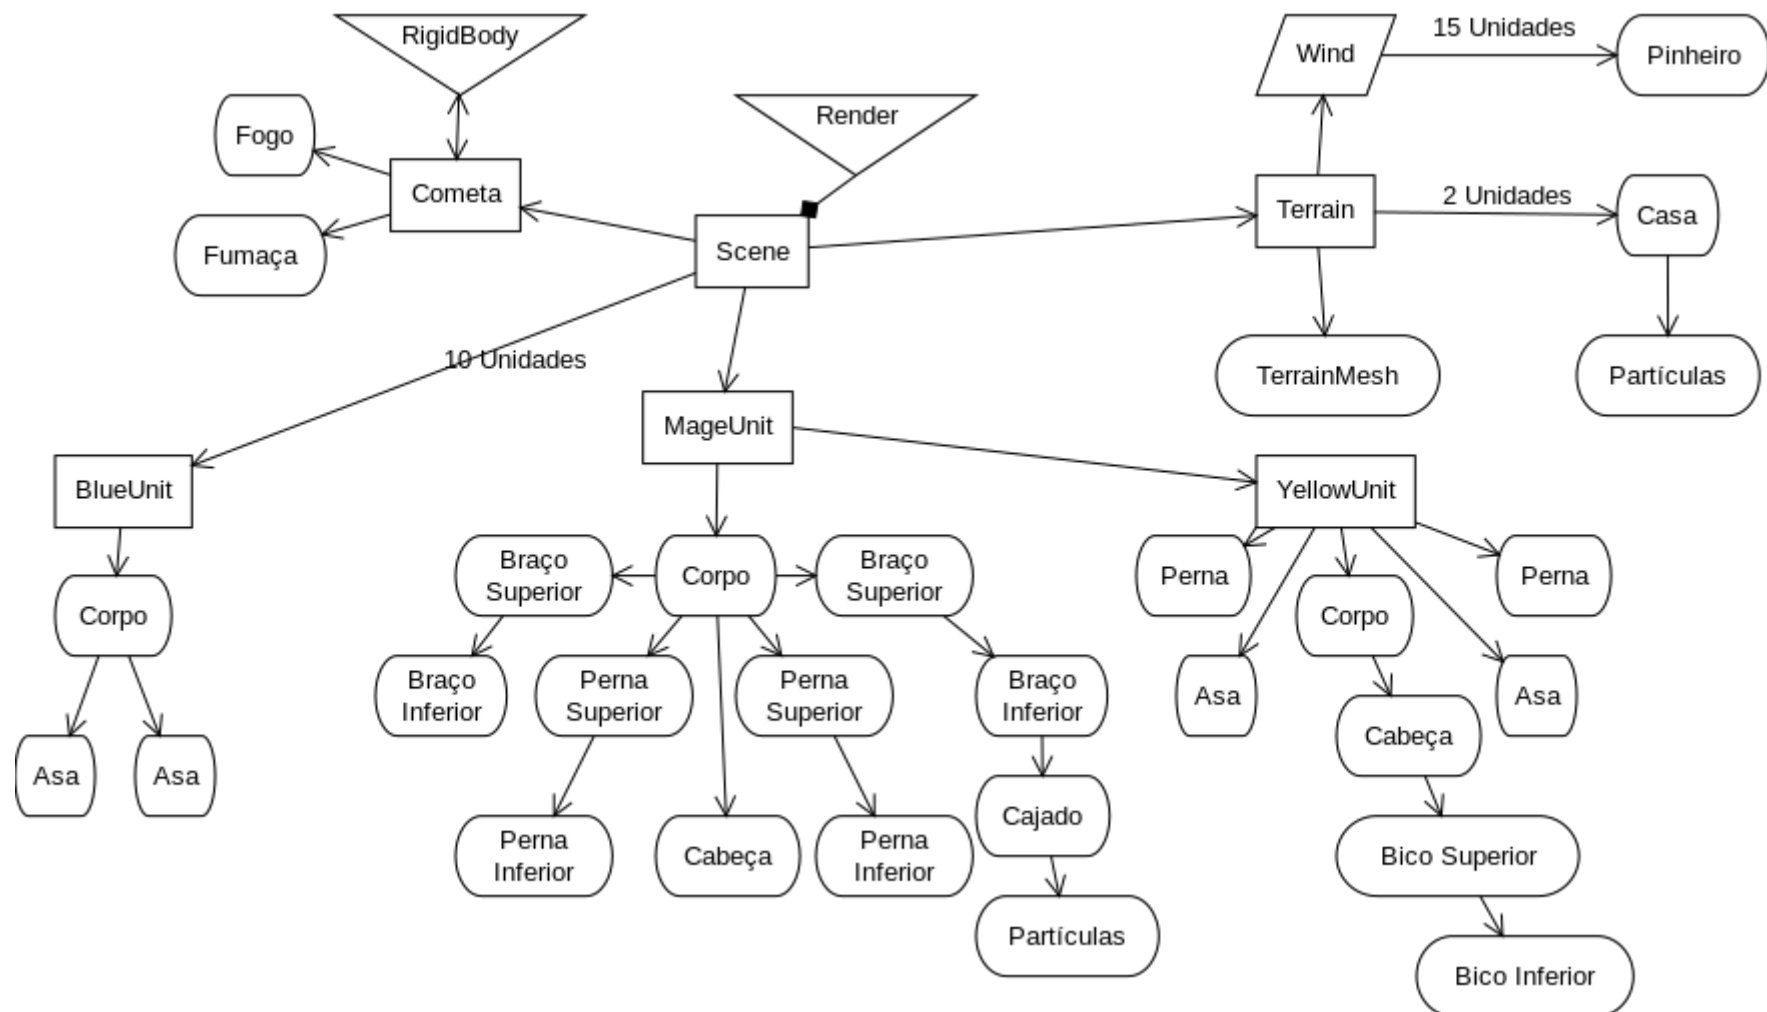 RigidBody
15 Unidades
Wind
Pinheiro
Render
Fogo
Cometa
2 Unidades
Terrain
Casa
Scene
Fumaça
10 Unidades
TerrainMesh
Partículas
MageUnit
BlueUnit
YellowUnit
Braço
Superior
Corpo
Braço
Superior
Perna
Perna
Corpo
Corpo
Braço
Inferior
Perna
Superior
Perna
Superior
Braço
Inferior
Asa
Asa
Cabeça
Asa
Asa
Cajado
Perna
Inferior
Cabeça
Perna
Inferior
Bico Superior
Partículas
Bico Inferior